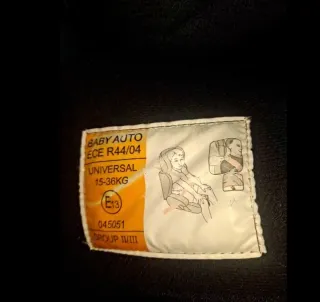 BABY AUTO
ECE R44/04
UNIVERSAL
15-36KG
E13
045051
GROUP II/III